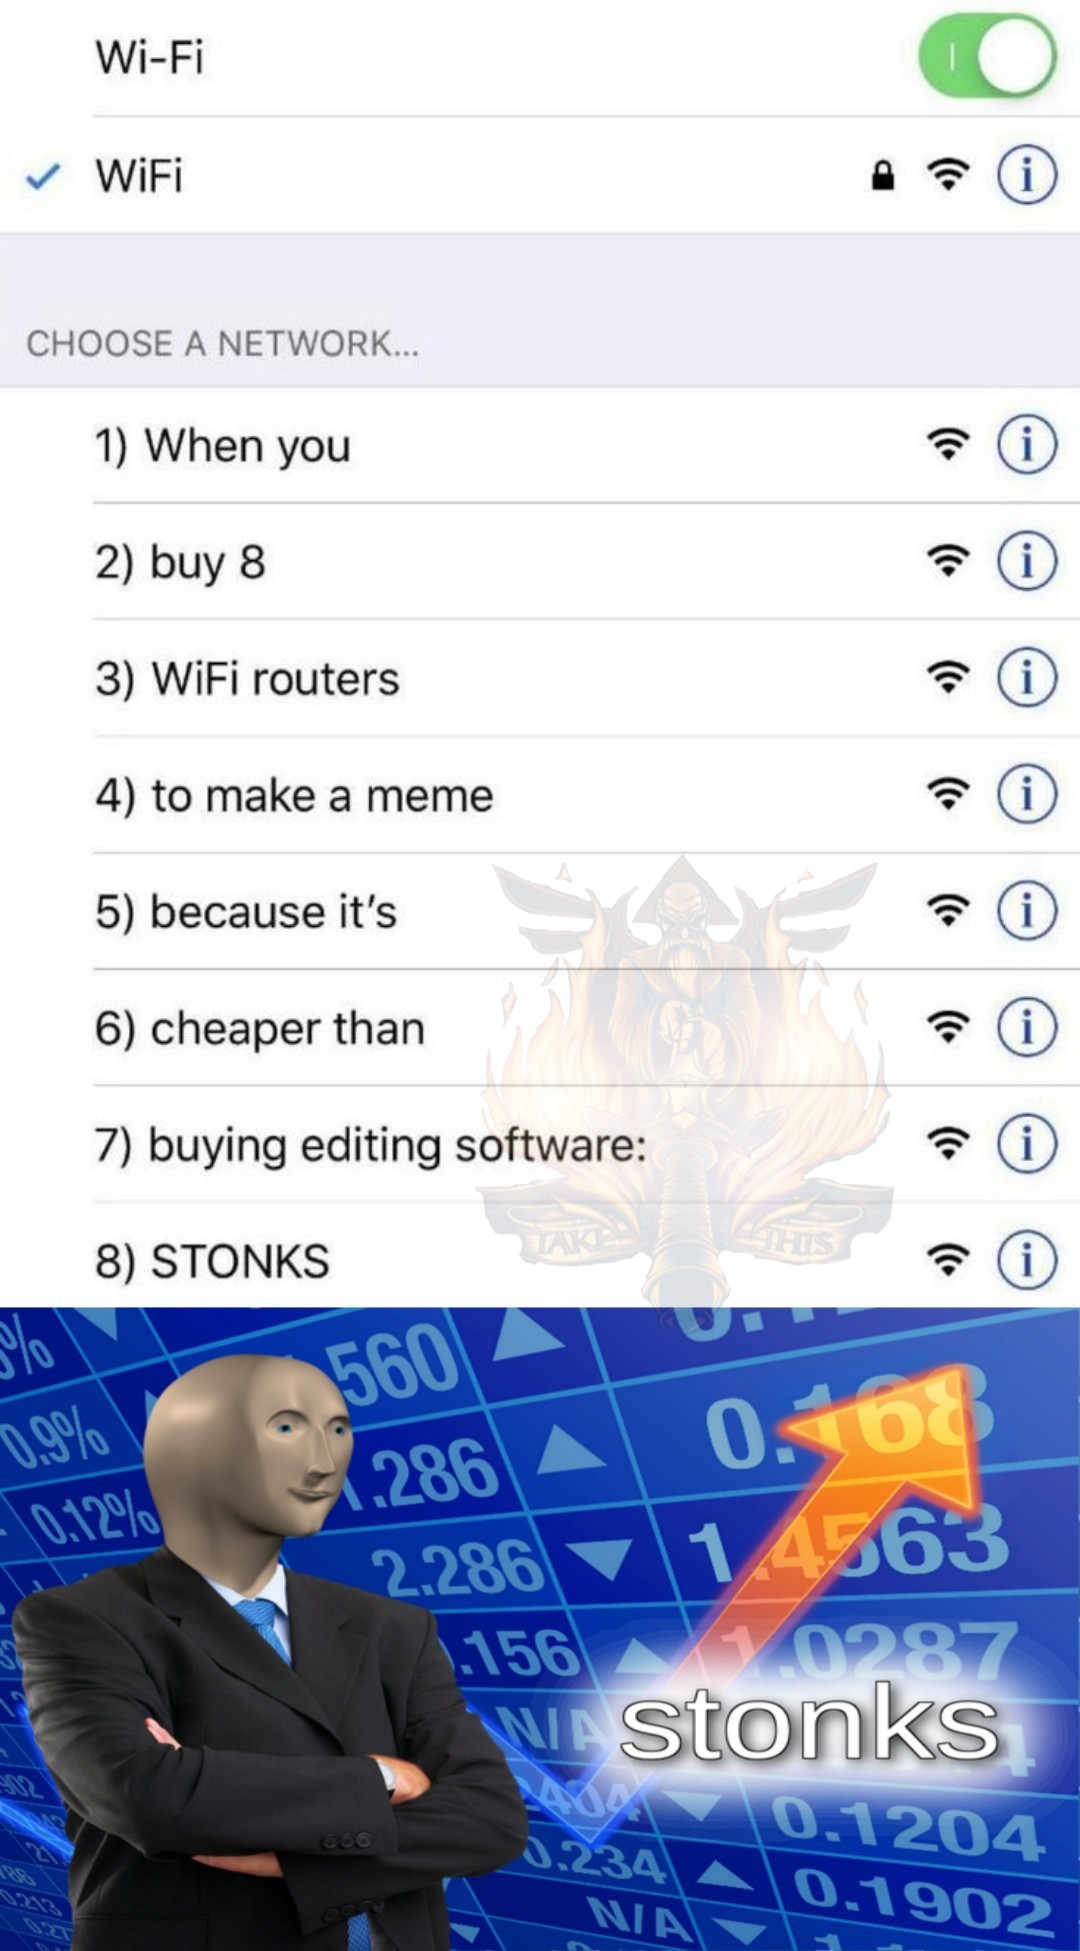 Wi-Fi
WiFi
CHOOSE A NETWORK...
1) When you
2) buy 8
3) WiFi routers
4) to make a meme
5) because it's
6) cheaper than
7) buying editing software:
8) STONKS
TAKE THIS
560
0.9%
.286
0.168
0.12%
2.286
1.4563
.156
1.0287
N/A
stonks
404
0.1204
0.234
0.1902
N/A